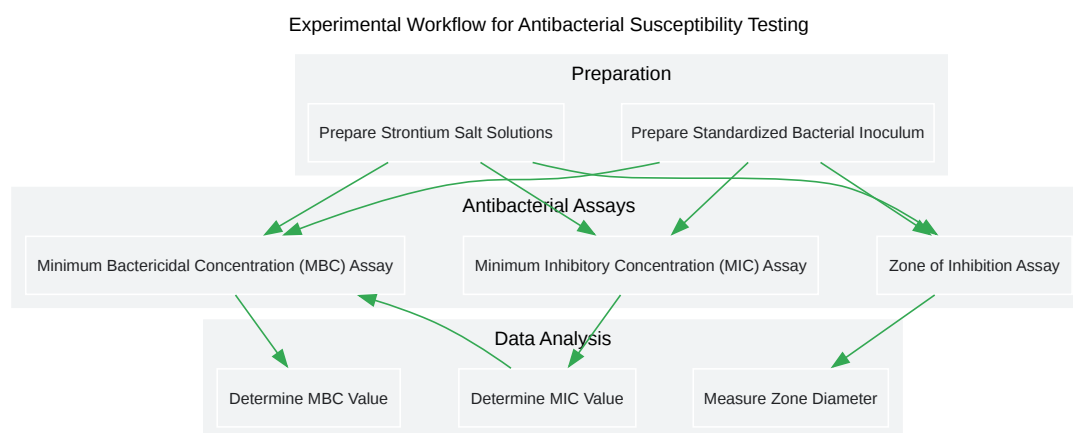 Experimental Workflow for Antibacterial Susceptibility Testing
Preparation
Prepare Strontium Salt Solutions
Prepare Standardized Bacterial Inoculum
Antibacterial Assays
Minimum Bactericidal Concentration (MBC) Assay
Minimum Inhibitory Concentration (MIC) Assay
Zone of Inhibition Assay
Data Analysis
Determine MBC Value
Determine MIC Value
Measure Zone Diameter